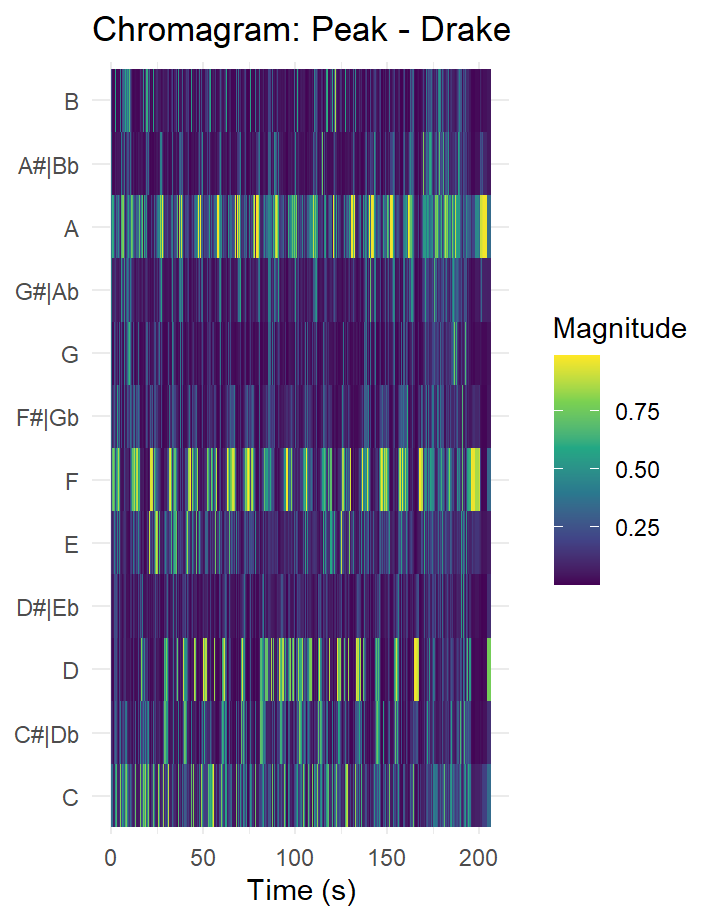 Chromagram: Peak - Drake
B
A#|Bb
A
G#|Ab
G
F#|Gb
F
E
D#|Eb
D
C#|Db
C
0 50 100 150 200
Time (s)
Magnitude
0.75
0.50
0.25